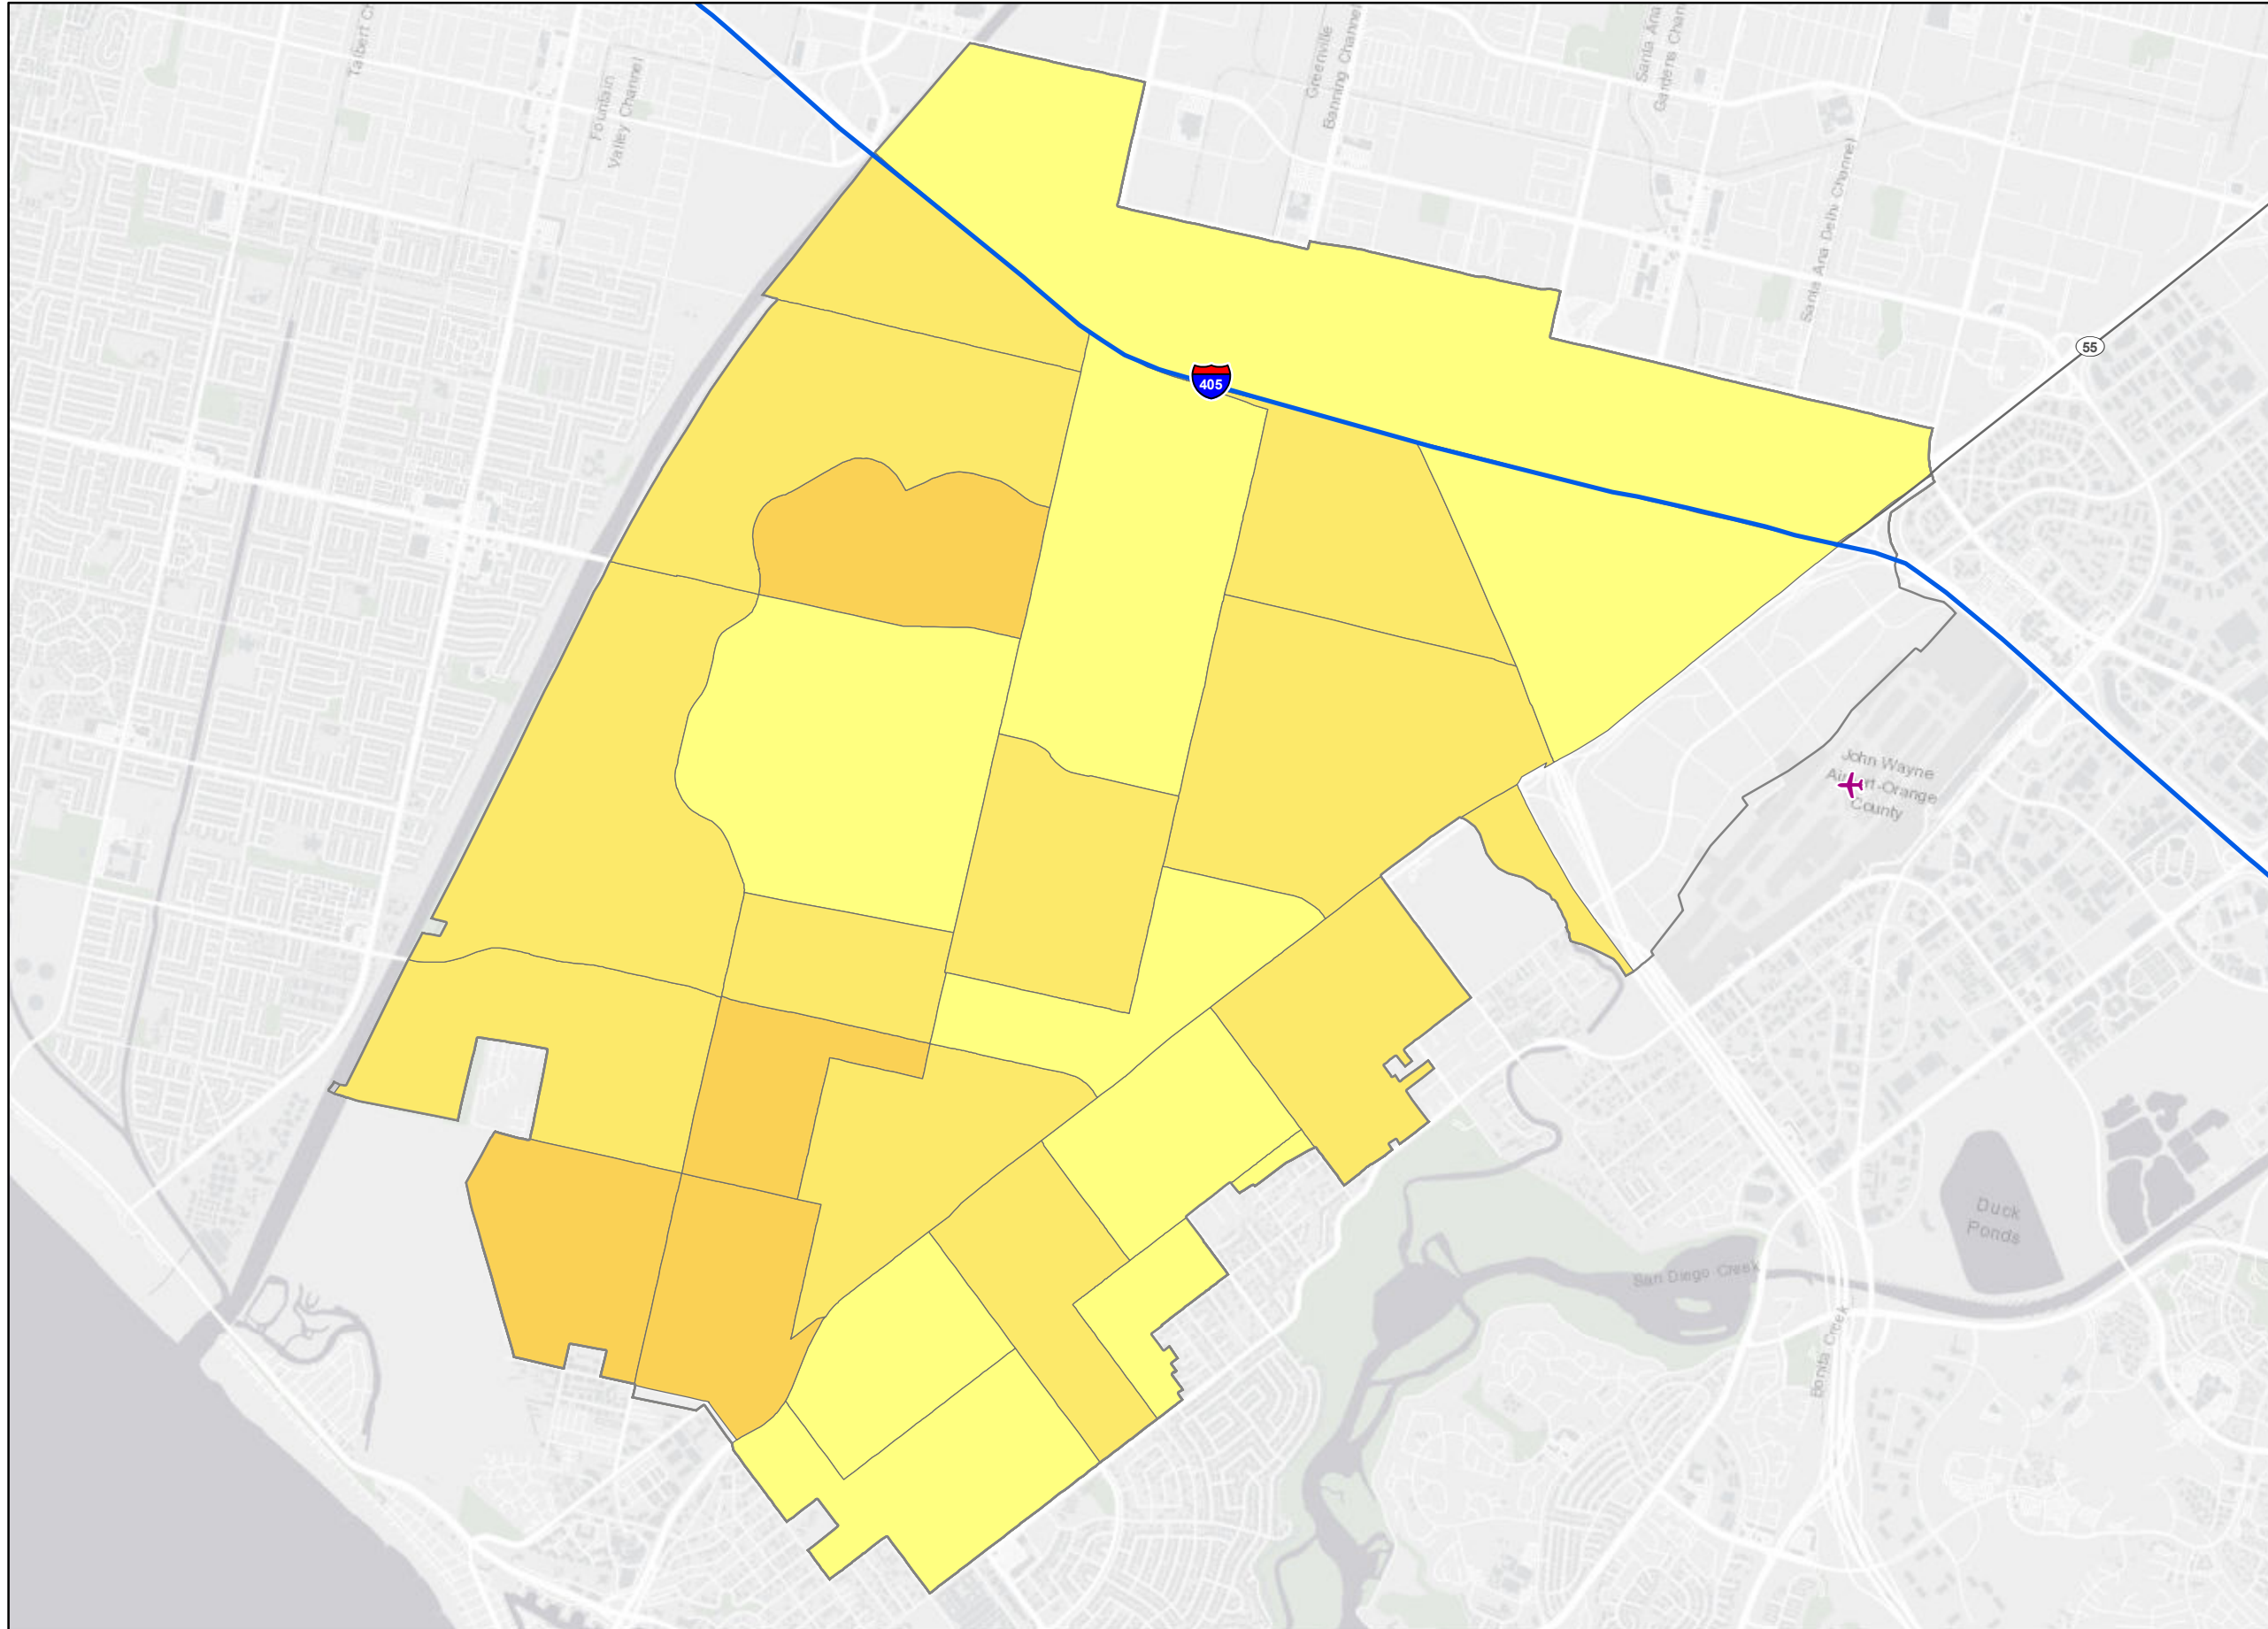 Talbert C
Fountain
Valley Channel
Greenville
Banning Channel
Santa Ana
Gardens Chan
Santa Ana Delhi Channel
55
405
John Wayne
Airport-Orange
County
Duck
Ponds
San Diego Creek
Bonita Creek